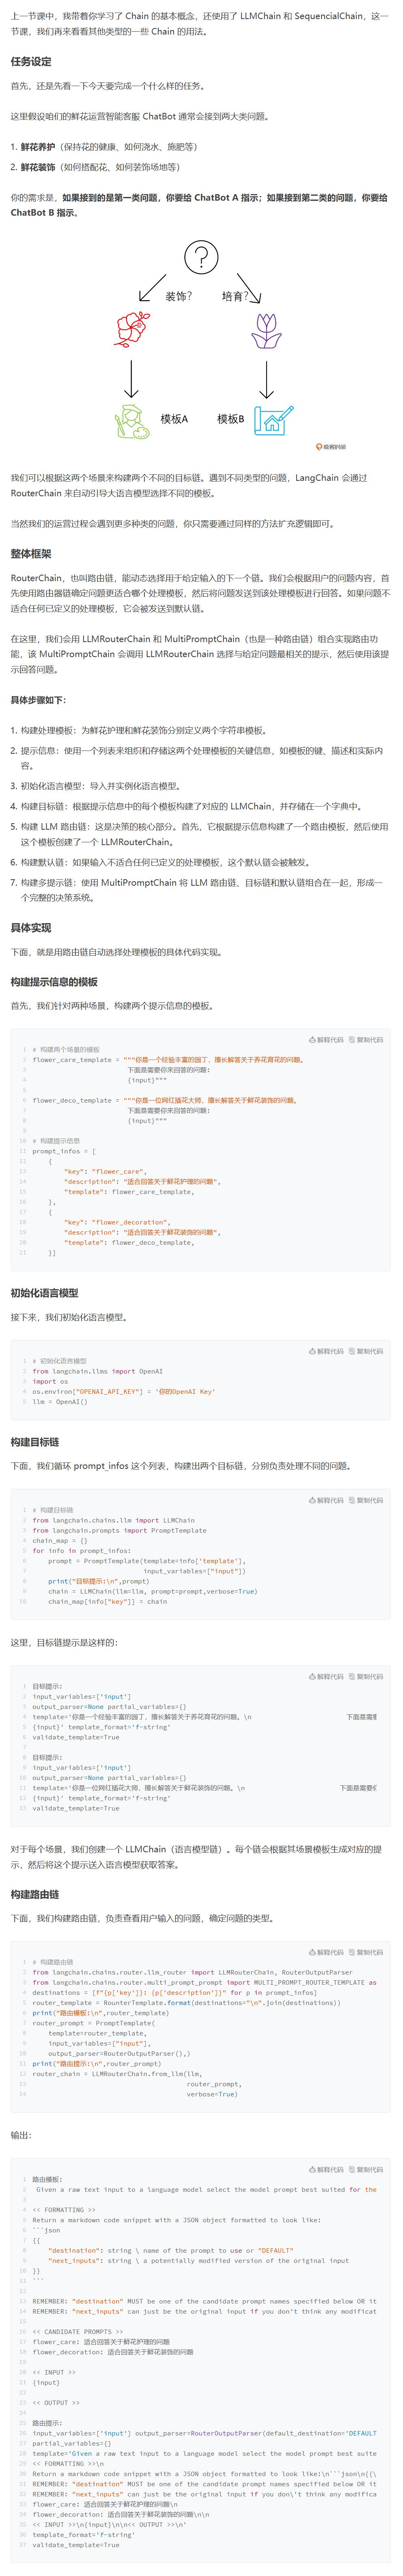 上一节课中，我带着你学习了 Chain 的基本概念，还使用了 LLMChain 和 SequencialChain，这一
节课，我们再来看看其他类型的一些 Chain 的用法。
任务设定
首先，还是先看一下今天要完成一个什么样的任务。
这里假设咱们的鲜花运营智能客服 ChatBot 通常会接到两大类问题。
1. 鲜花养护（保持花的健康、如何浇水、施肥等）
2. 鲜花装饰（如何搭配花、如何装饰场地等）
你的需求是，如果接到的是第一类问题，你要给 ChatBot A 指示；如果接到第二类的问题，你要给
ChatBot B 指示。
?
装饰？ 培育？
模板A 模板B
极客时间
我们可以根据这两个场景来构建两个不同的目标链。遇到不同类型的问题，LangChain 会通过
RouterChain 来自动引导大语言模型选择不同的模板。
当然我们的运营过程会遇到更多种类的问题，你只需要通过同样的方法扩充逻辑即可。
整体框架
RouterChain，也叫路由链，能动态选择用于给定输入的下一个链。我们会根据用户的问题内容，首
先使用路由器链确定问题更适合哪个处理模板，然后将问题发送到该处理模板进行回答。如果问题不
适合任何已定义的处理模板，它会被发送到默认链。
在这里，我们会用 LLMRouterChain 和 MultiPromptChain（也是一种路由链）组合实现路由功
能，该 MultiPromptChain 会调用 LLMRouterChain 选择与给定问题最相关的提示，然后使用该提
示回答问题。
具体步骤如下：
1. 构建处理模板：为鲜花护理和鲜花装饰分别定义两个字符串模板。
2. 提示信息：使用一个列表来组织和存储这两个处理模板的关键信息，如模板的键、描述和实际内
容。
3. 初始化语言模型：导入并实例化语言模型。
4. 构建目标链：根据提示信息中的每个模板构建了对应的 LLMChain，并存储在一个字典中。
5. 构建 LLM 路由链：这是决策的核心部分。首先，它根据提示信息构建了一个路由模板，然后使用
这个模板创建了一个 LLMRouterChain。
6. 构建默认链：如果输入不适合任何已定义的处理模板，这个默认链会被触发。
7. 构建多提示链：使用 MultiPromptChain 将 LLM 路由链、目标链和默认链组合在一起，形成一
个完整的决策系统。
具体实现
下面，就是用路由链自动选择处理模板的具体代码实现。
构建提示信息的模板
首先，我们针对两种场景，构建两个提示信息的模板。
解释代码 复制代码
1 # 构建两个场景的模板
2 flower_care_template = """你是一个经验丰富的园丁，擅长解答关于养花育花的问题。
3 下面是需要你来回答的问题:
4 {input}"""
5
6 flower_deco_template = """你是一位网红插花大师，擅长解答关于鲜花装饰的问题。
7 下面是需要你来回答的问题:
8 {input}"""
9
10 # 构建提示信息
11 prompt_infos = [
12 {
13 "key": "flower_care",
14 "description": "适合回答关于鲜花护理的问题",
15 "template": flower_care_template,
16 },
17 {
18 "key": "flower_decoration",
19 "description": "适合回答关于鲜花装饰的问题",
20 "template": flower_deco_template,
21 }]
初始化语言模型
接下来，我们初始化语言模型。
解释代码 复制代码
1 # 初始化语言模型
2 from langchain.llms import OpenAI
3 import os
4 os.environ["OPENAI_API_KEY"] = '你的OpenAI Key'
5 llm = OpenAI()
构建目标链
下面，我们循环 prompt_infos 这个列表，构建出两个目标链，分别负责处理不同的问题。
解释代码 复制代码
1 # 构建目标链
2 from langchain.chains.llm import LLMChain
3 from langchain.prompts import PromptTemplate
4 chain_map = {}
5 for info in prompt_infos:
6 prompt = PromptTemplate(template=info['template'],
7 input_variables=["input"])
8 print("目标提示:\n",prompt)
9 chain = LLMChain(llm=llm, prompt=prompt,verbose=True)
10 chain_map[info["key"]] = chain
这里，目标链提示是这样的：
解释代码 复制代码
1 目标提示:
2 input_variables=['input']
3 output_parser=None partial_variables={}
4 template='你是一个经验丰富的园丁，擅长解答关于养花育花的问题。\n 下面是需要
5 {input}' template_format='f-string'
6 validate_template=True
7
8 目标提示:
9 input_variables=['input']
10 output_parser=None partial_variables={}
11 template='你是一位网红插花大师，擅长解答关于鲜花装饰的问题。\n 下面是需要
12 {input}' template_format='f-string'
13 validate_template=True
对于每个场景，我们创建一个 LLMChain（语言模型链）。每个链会根据其场景模板生成对应的提
示，然后将这个提示送入语言模型获取答案。
构建路由链
下面，我们构建路由链，负责查看用户输入的问题，确定问题的类型。
解释代码 复制代码
1 # 构建路由链
2 from langchain.chains.router.llm_router import LLMRouterChain, RouterOutputParser
3 from langchain.chains.router.multi_prompt_prompt import MULTI_PROMPT_ROUTER_TEMPLATE as
4 destinations = [f"{p['key']}: {p['description']}" for p in prompt_infos]
5 router_template = RounterTemplate.format(destinations="\n".join(destinations))
6 print("路由模板:\n",router_template)
7 router_prompt = PromptTemplate(
8 template=router_template,
9 input_variables=["input"],
10 output_parser=RouterOutputParser(),)
11 print("路由提示:\n",router_prompt)
12 router_chain = LLMRouterChain.from_llm(llm,
13 router_prompt,
14 verbose=True)
输出：
解释代码 复制代码
1 路由模板:
2 Given a raw text input to a language model select the model prompt best suited for the
3
4 << FORMATTING >>
5 Return a markdown code snippet with a JSON object formatted to look like:
6 ```json
7 {{
8 "destination": string \ name of the prompt to use or "DEFAULT"
9 "next_inputs": string \ a potentially modified version of the original input
10 }}
11 ```
12
13 REMEMBER: "destination" MUST be one of the candidate prompt names specified below OR it
14 REMEMBER: "next_inputs" can just be the original input if you don't think any modificat
15
16 << CANDIDATE PROMPTS >>
17 flower_care: 适合回答关于鲜花护理的问题
18 flower_decoration: 适合回答关于鲜花装饰的问题
19
20 << INPUT >>
21 {input}
22
23 << OUTPUT >>
24
25 路由提示:
26 input_variables=['input'] output_parser=RouterOutputParser(default_destination='DEFAULT
27 partial_variables={}
28 template='Given a raw text input to a language model select the model prompt best suite
29 << FORMATTING >>\n
30 Return a markdown code snippet with a JSON object formatted to look like:\n```json\n{{\
31 REMEMBER: "destination" MUST be one of the candidate prompt names specified below OR it
32 REMEMBER: "next_inputs" can just be the original input if you don\'t think any modifica
33 flower_care: 适合回答关于鲜花护理的问题\n
34 flower_decoration: 适合回答关于鲜花装饰的问题\n\n
35 << INPUT >>\n{input}\n\n<< OUTPUT >>\n'
36 template_format='f-string'
37 validate_template=True